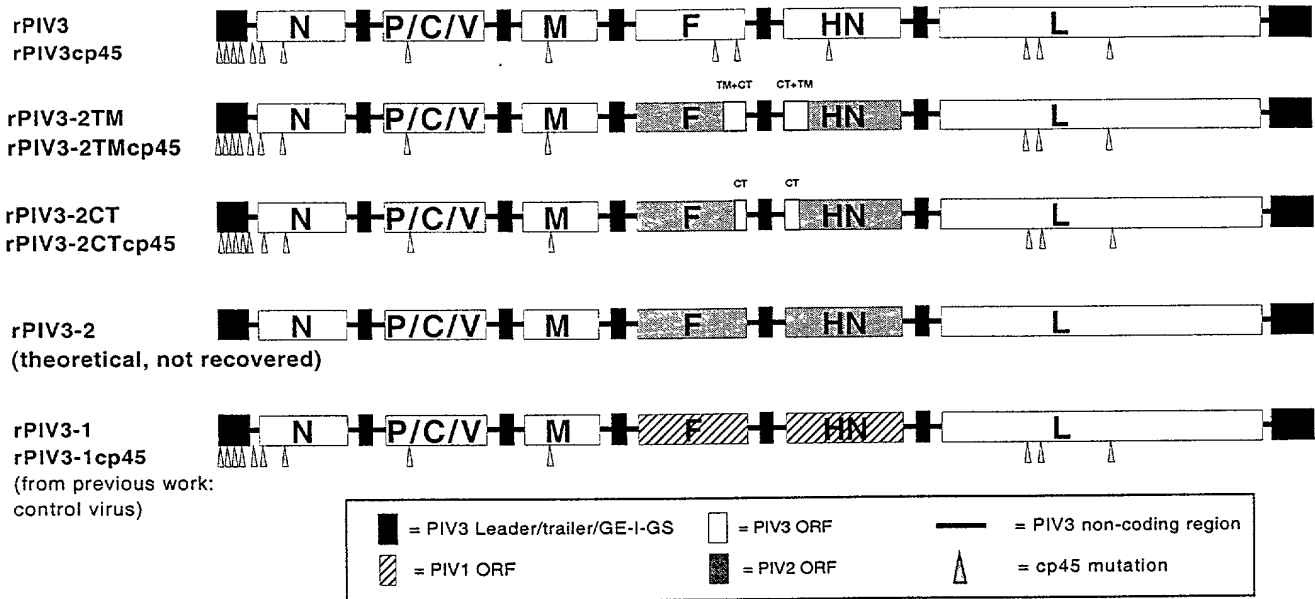 rPIV3
rPIV3cp45
N P/C/V M F HN L
TM+CT CT+TM
rPIV3-2TM
rPIV3-2TMcp45
N P/C/V M F HN L
CT CT
rPIV3-2CT
rPIV3-2CTcp45
N P/C/V M F HN L
rPIV3-2
(theoretical, not recovered)
N P/C/V M F HN L
rPIV3-1
rPIV3-1cp45
(from previous work:
control virus)
N P/C/V M F HN L
= PIV3 Leader/trailer/GE-I-GS = PIV3 ORF = PIV3 non-coding region
= PIV1 ORF = PIV2 ORF = cp45 mutation